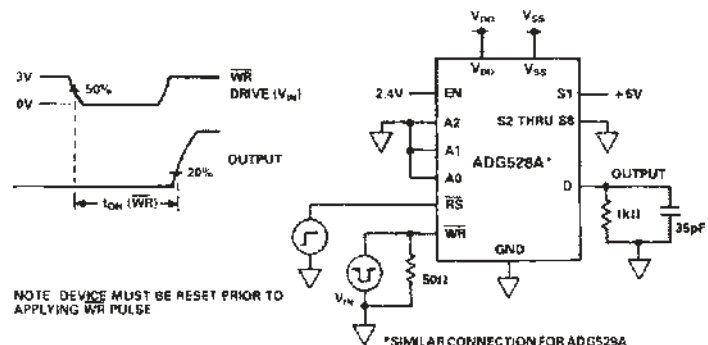 3V
0V
50%
WR
DRIVE (VIN)
OUTPUT
20%
tON (WR)
NOTE DEVICE MUST BE RESET PRIOR TO
APPLYING WR PULSE
VDD
VSS
VDD
VSS
2.4V
EN
A2
A1
A0
RS
WR
S1
+6V
S2 THRU S8
ADG528A*
OUTPUT
D
1kΩ
35pF
GND
50Ω
VIN
*SIMILAR CONNECTION FOR ADG529A